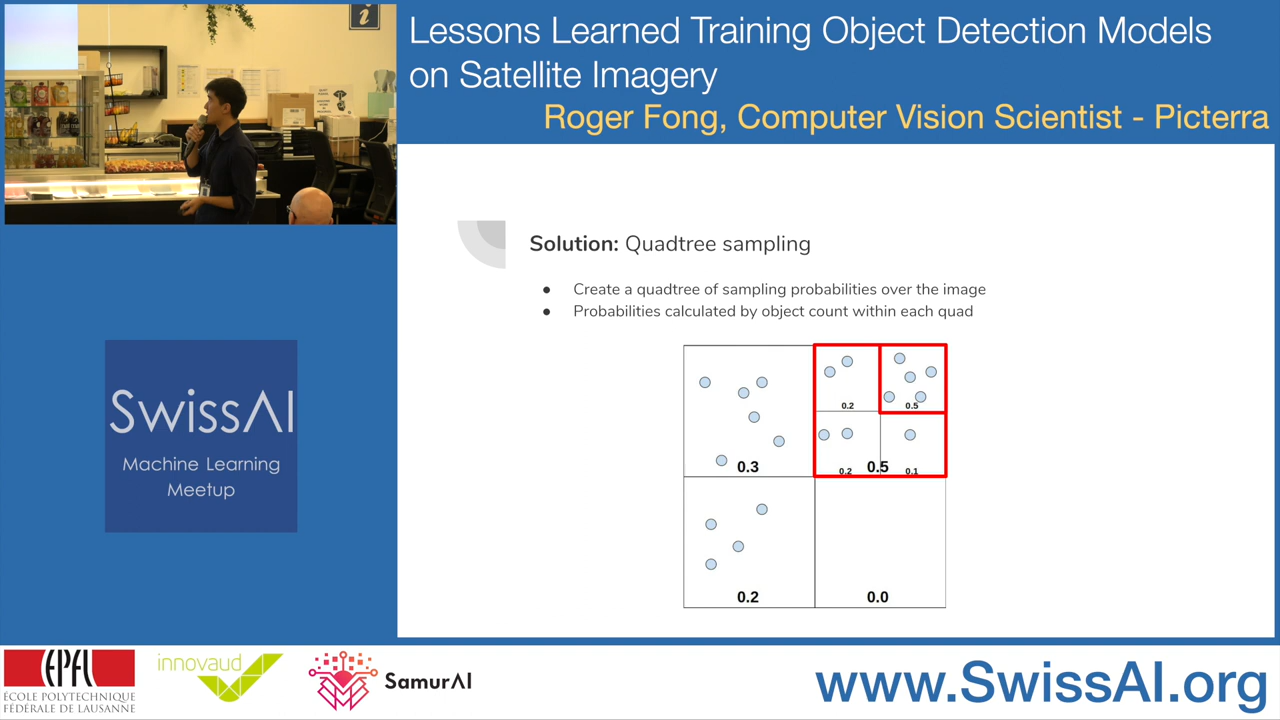 Lessons Learned Training Object Detection Models
on Satellite Imagery
Roger Fong, Computer Vision Scientist - Picterra
Solution: Quadtree sampling
● Create a quadtree of sampling probabilities over the image
● Probabilities calculated by object count within each quad
0.2
0.5
0.3
0.2
0.5
0.1
0.2
0.0
SwissAI
Machine Learning
Meetup
EPFL
ÉCOLE POLYTECHNIQUE
FÉDÉRALE DE LAUSANNE
innovaud
SamurAI
www.SwissAI.org